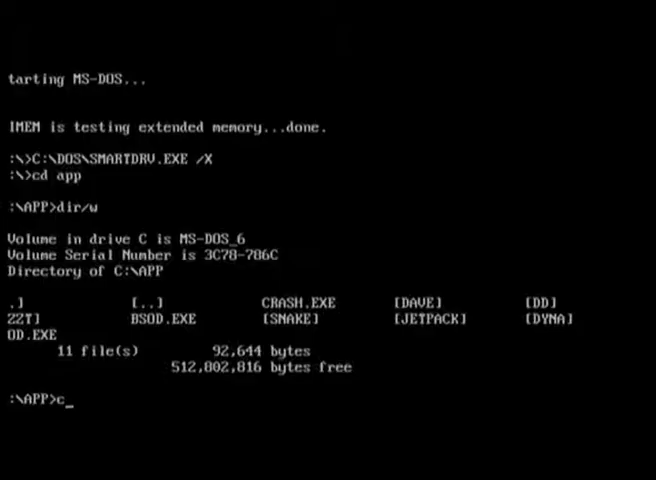 tarting MS-DOS...
IMEM is testing extended memory...done.
:\>C:\DOS\SMARTDRV.EXE /X
:\>cd app
:\APP>dir/w
Volume in drive C is MS-DOS_6
Volume Serial Number is 3C78-786C
Directory of C:\APP
.] [..] CRASH.EXE [DAVE] [DD]
ZZT] BSOD.EXE [SNAKE] [JETPACK] [DYNA]
OD.EXE
11 file(s) 92,644 bytes
512,802,816 bytes free
:\APP>c_